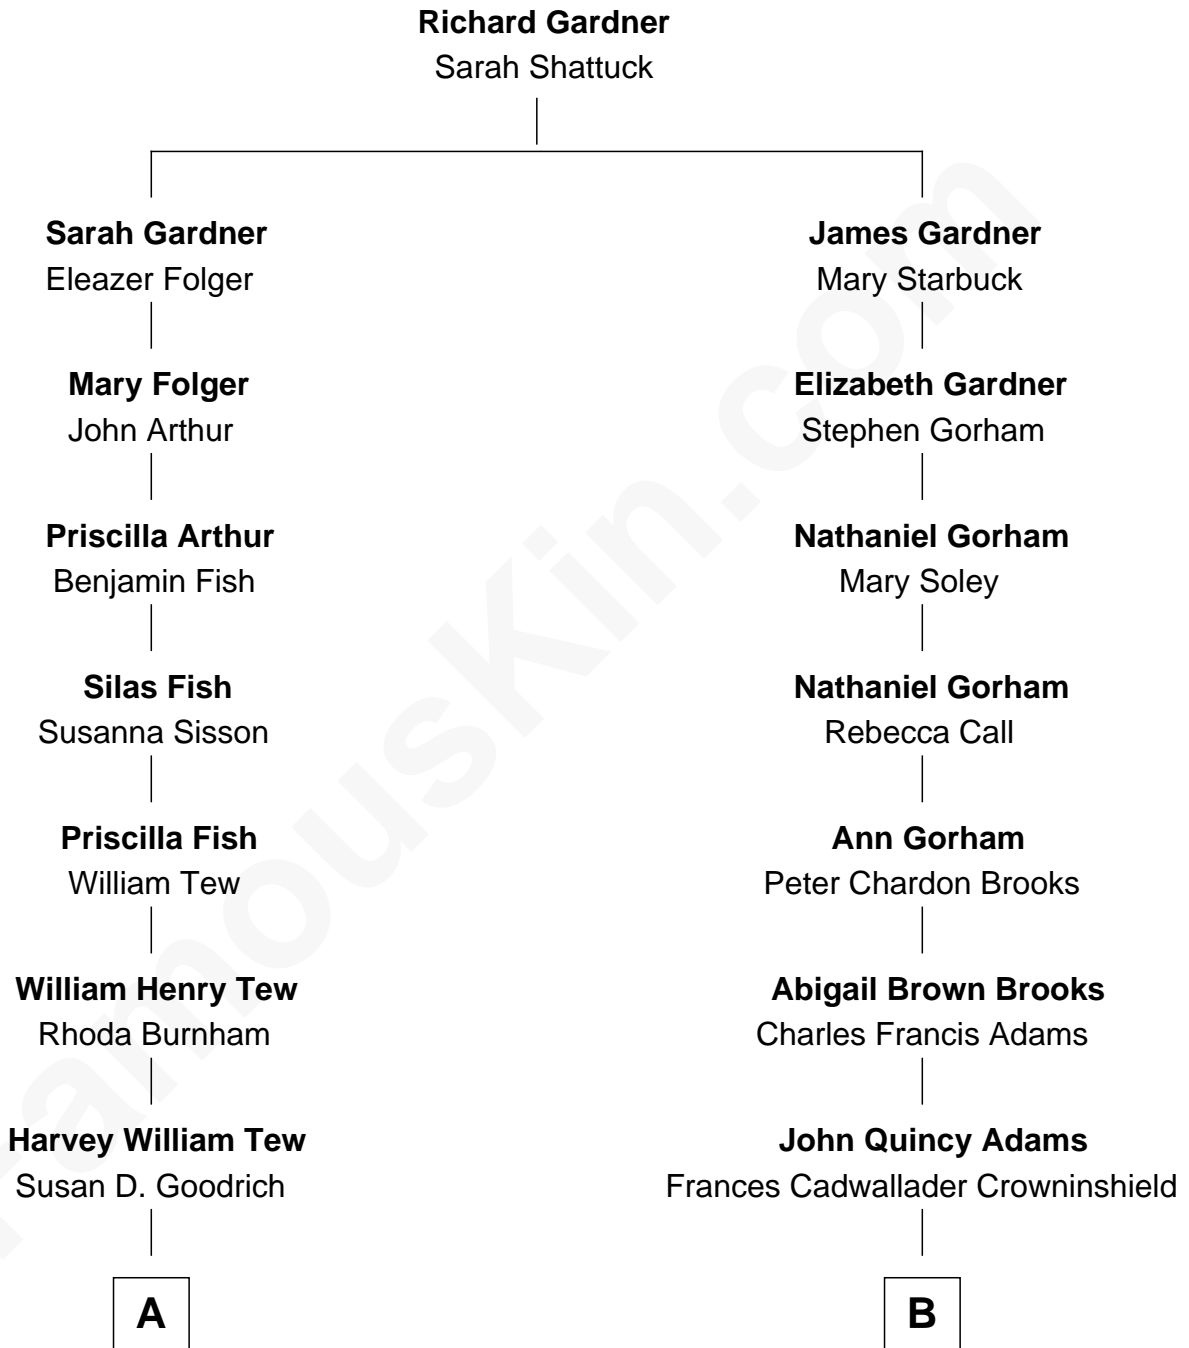 Richard Gardner
Sarah Shattuck
Sarah Gardner
Eleazer Folger
James Gardner
Mary Starbuck
Mary Folger
John Arthur
Elizabeth Gardner
Stephen Gorham
Priscilla Arthur
Benjamin Fish
Nathaniel Gorham
Mary Soley
Silas Fish
Susanna Sisson
Nathaniel Gorham
Rebecca Call
Priscilla Fish
William Tew
Ann Gorham
Peter Chardon Brooks
William Henry Tew
Rhoda Burnham
Abigail Brown Brooks
Charles Francis Adams
Harvey William Tew
Susan D. Goodrich
John Quincy Adams
Frances Cadwallader Crowninshield
A
B
FamousKin.com